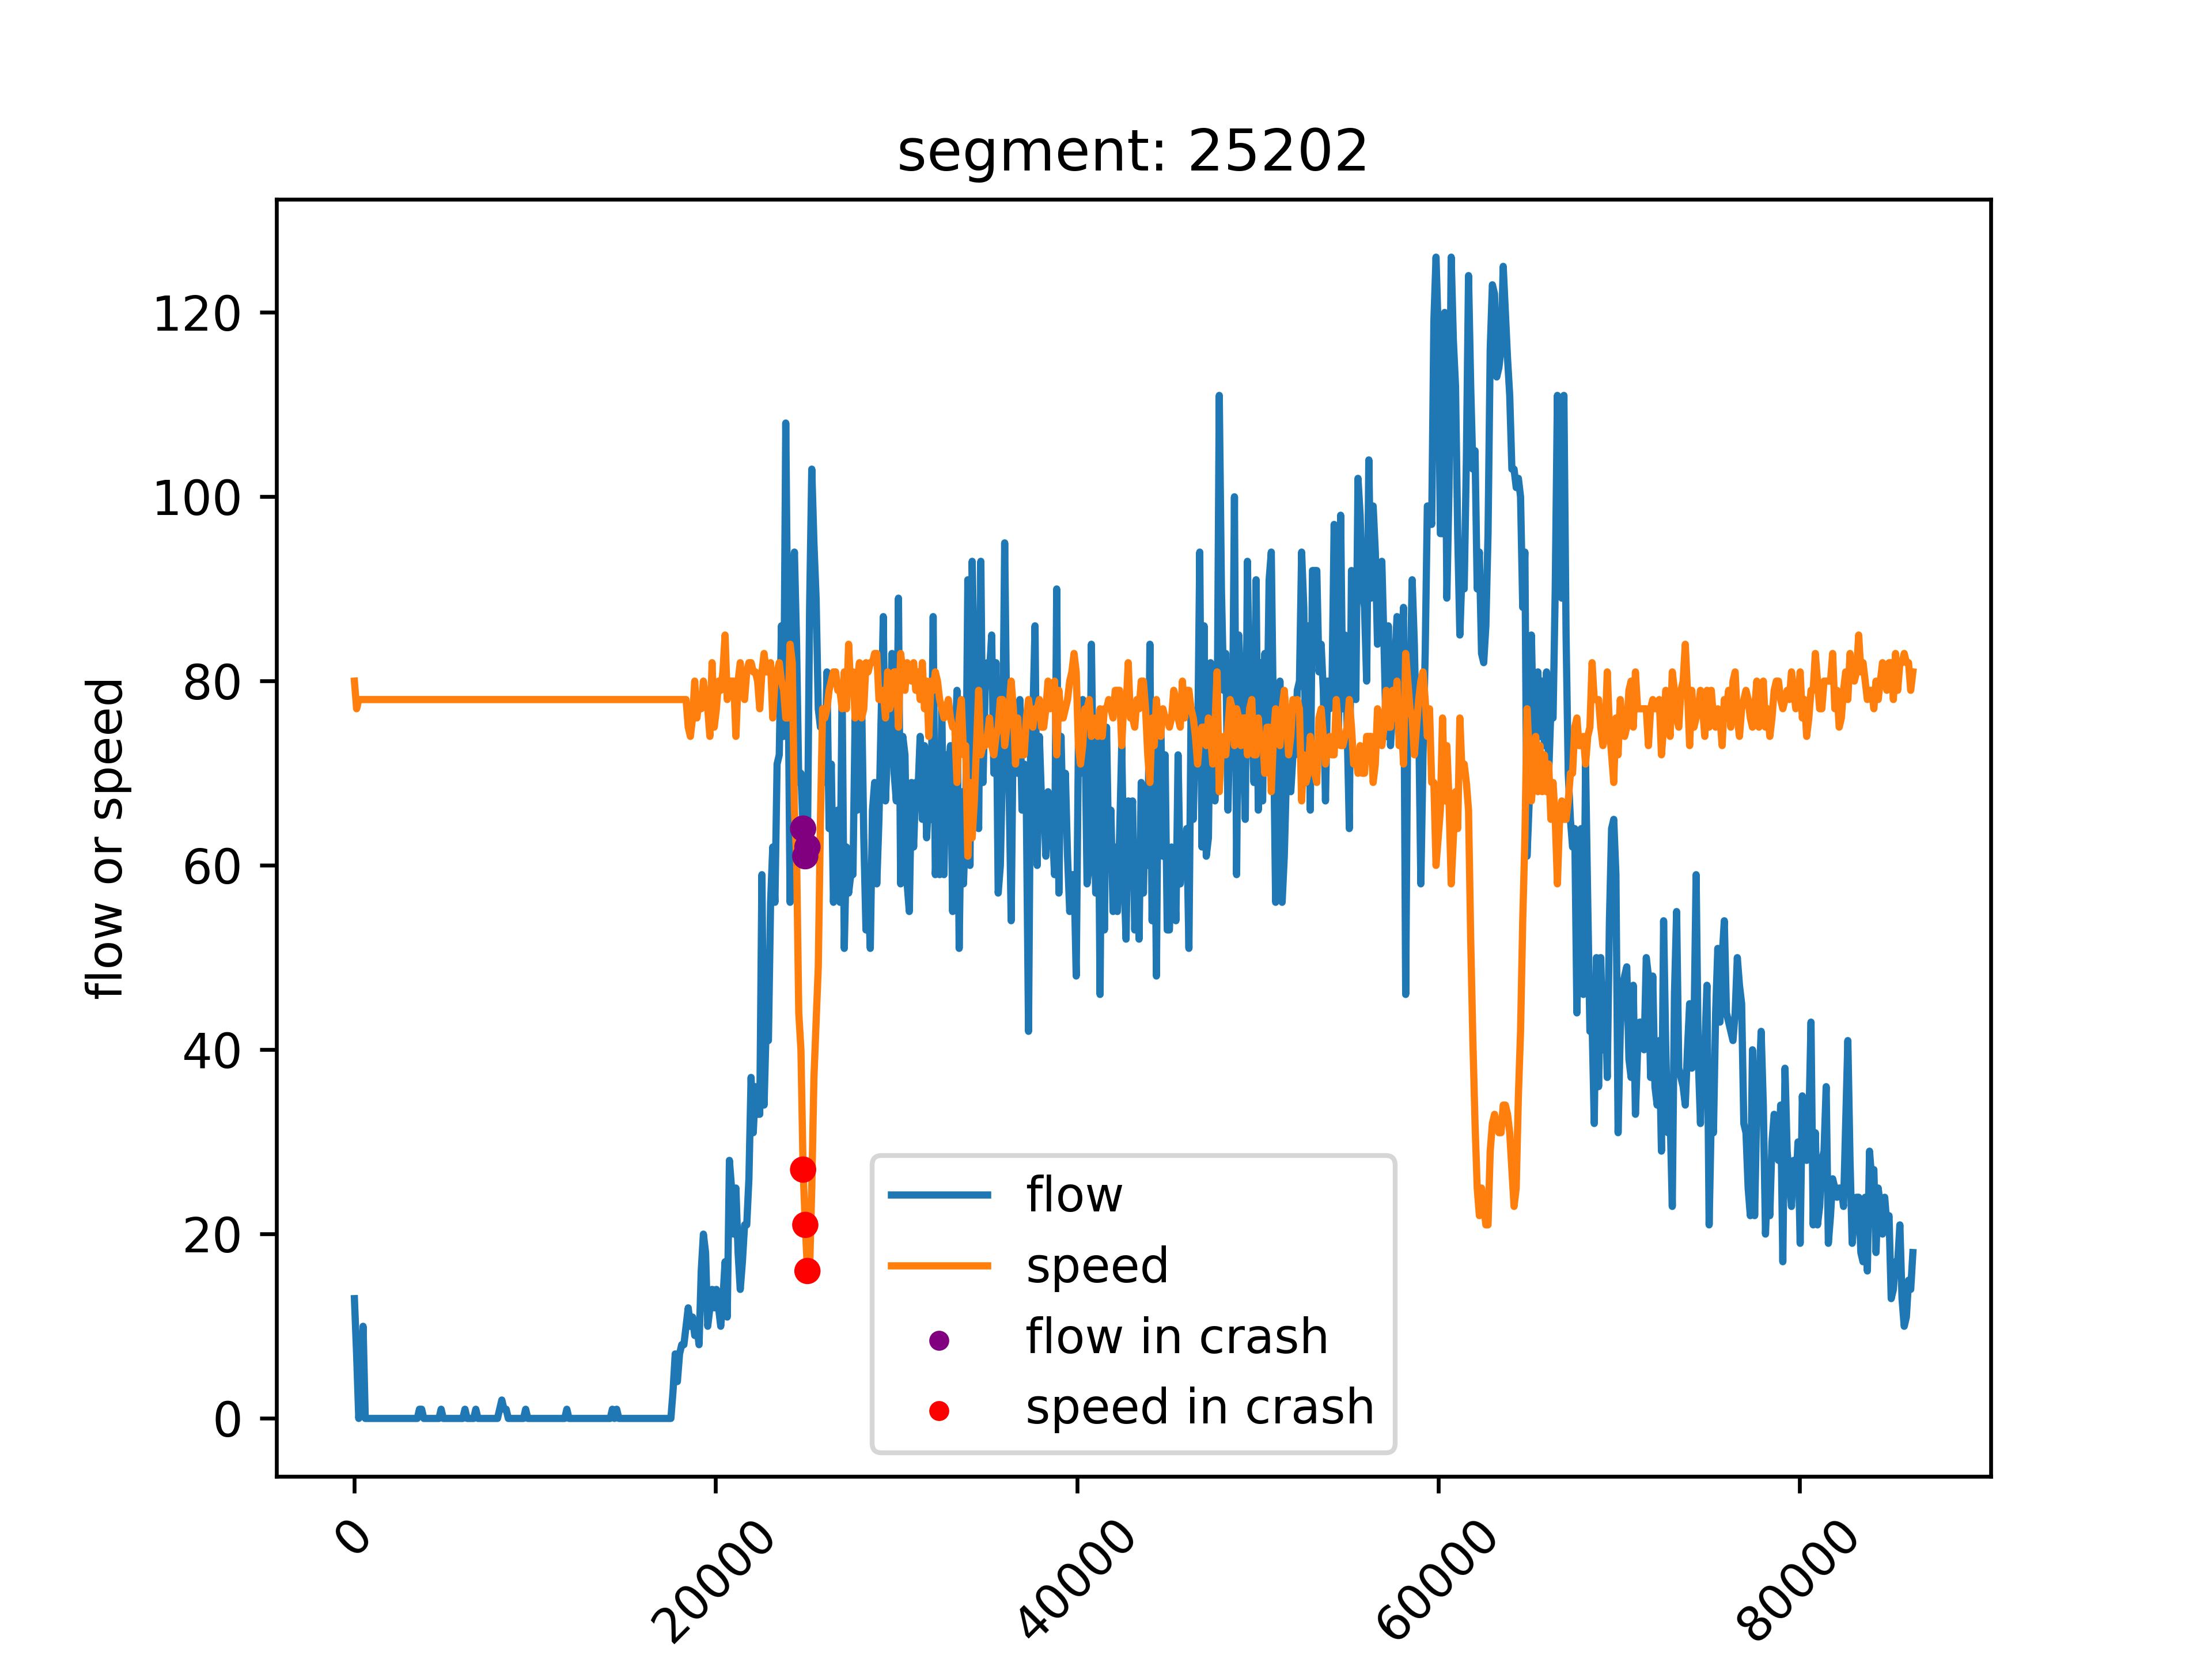 segment: 25202
flow or speed
120
100
80
60
40
20
0
flow
speed
flow in crash
speed in crash
0
20000
40000
60000
80000